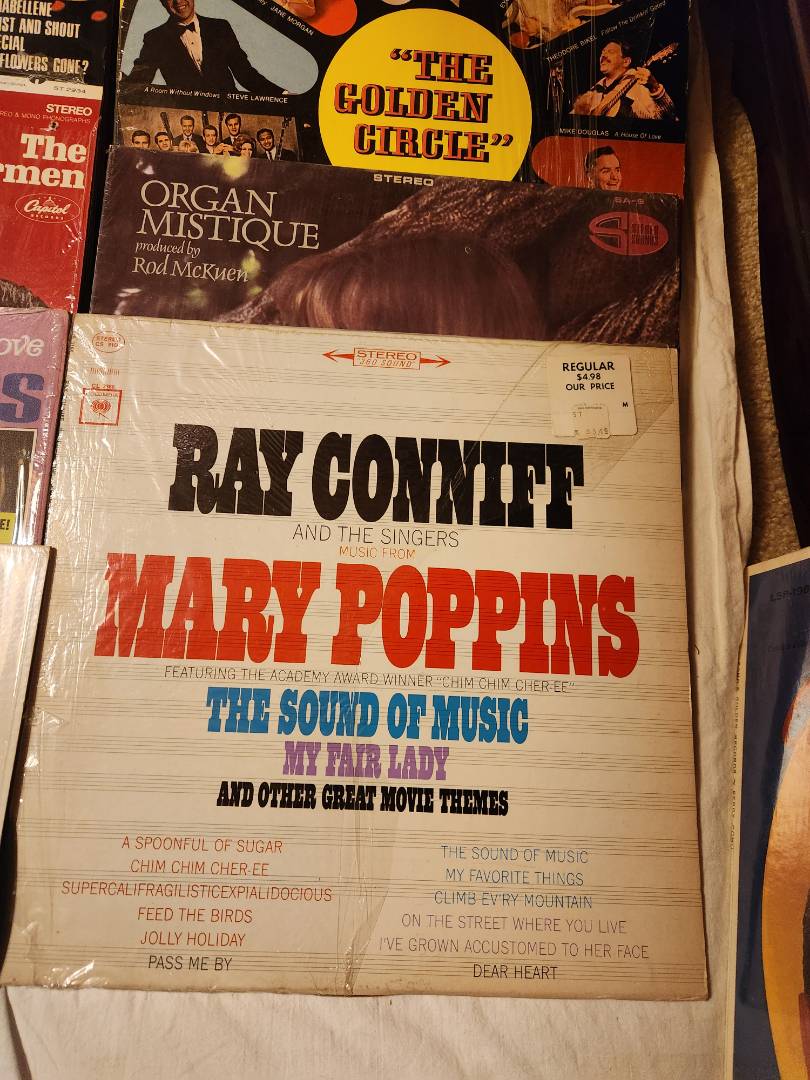 ABELLENE
IST AND SHOUT
ECIAL
FLOWERS GONE?
ST 2934
STEREO
The
rmen
Capitol
RECORDS
ove
S
E!
JANE MORGAN
A Room Without Windows STEVE LAWRENCE
"THE
GOLDEN
CIRCLE"
STEREO
THEODORE BIKEL
MIKE DOUGLAS A House Of Love
ORGAN
MISTIQUE
produced by
Rod McKuen
STEREO
STEREO
360 SOUND
REGULAR
$4.98
OUR PRICE
M
RAY CONNIFF
AND THE SINGERS
MUSIC FROM
MARY POPPINS
FEATURING THE ACADEMY AWARD WINNER "CHIM CHIM CHER-EE"
THE SOUND OF MUSIC
MY FAIR LADY
AND OTHER GREAT MOVIE THEMES
A SPOONFUL OF SUGAR
CHIM CHIM CHER-EE
SUPERCALIFRAGILISTICEXPIALIDOCIOUS
FEED THE BIRDS
JOLLY HOLIDAY
PASS ME BY
THE SOUND OF MUSIC
MY FAVORITE THINGS
CLIMB EV'RY MOUNTAIN
ON THE STREET WHERE YOU LIVE
I'VE GROWN ACCUSTOMED TO HER FACE
DEAR HEART